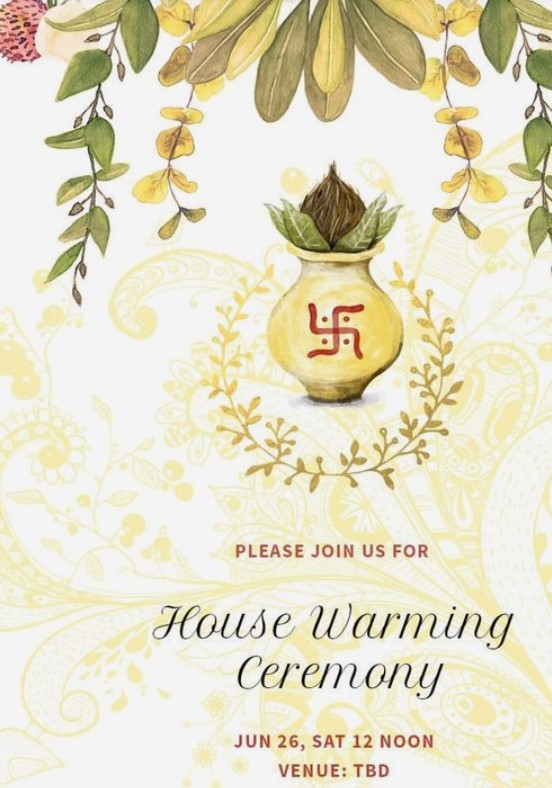 PLEASE JOIN US FOR
House Warming
Ceremony
JUN 26, SAT 12 NOON
VENUE: TBD